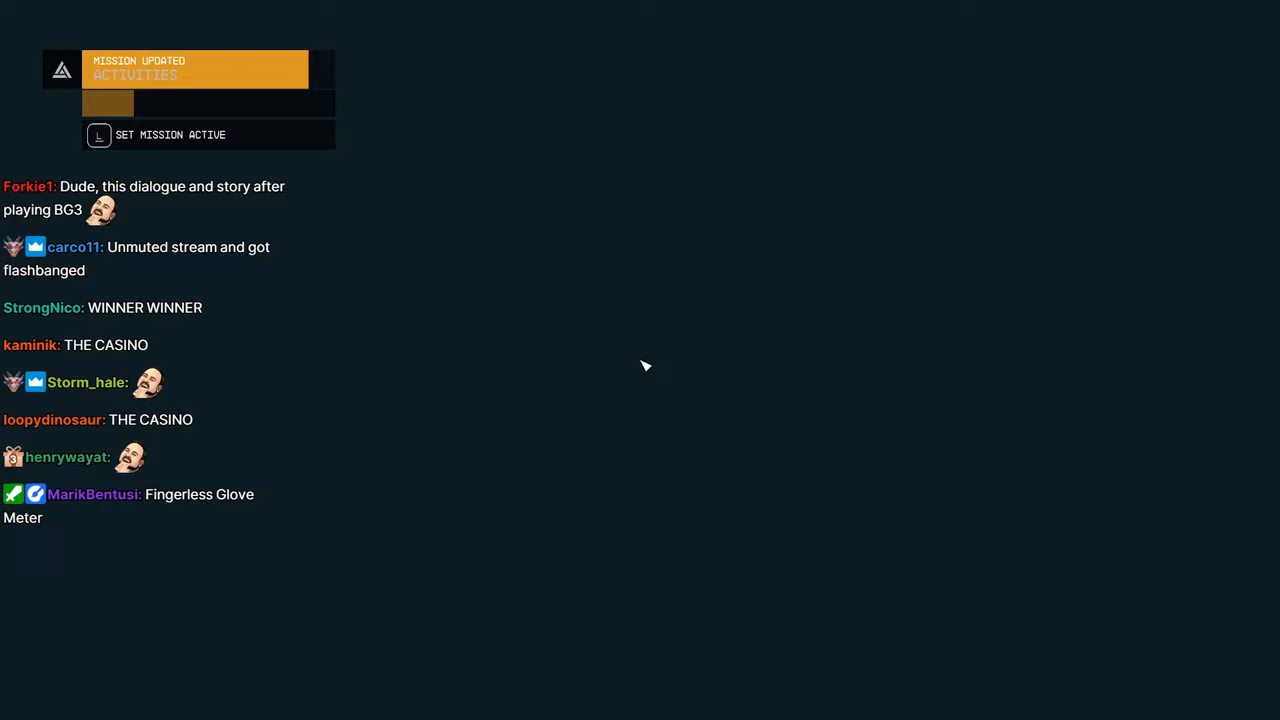 MISSION UPDATED
ACTIVITIES
L SET MISSION ACTIVE
Forkie1: Dude, this dialogue and story after
playing BG3
carco11: Unmuted stream and got
flashbanged
StrongNico: WINNER WINNER
kaminik: THE CASINO
Storm_hale:
loopydinosaur: THE CASINO
3 henrywayat:
MarikBentusi: Fingerless Glove
Meter